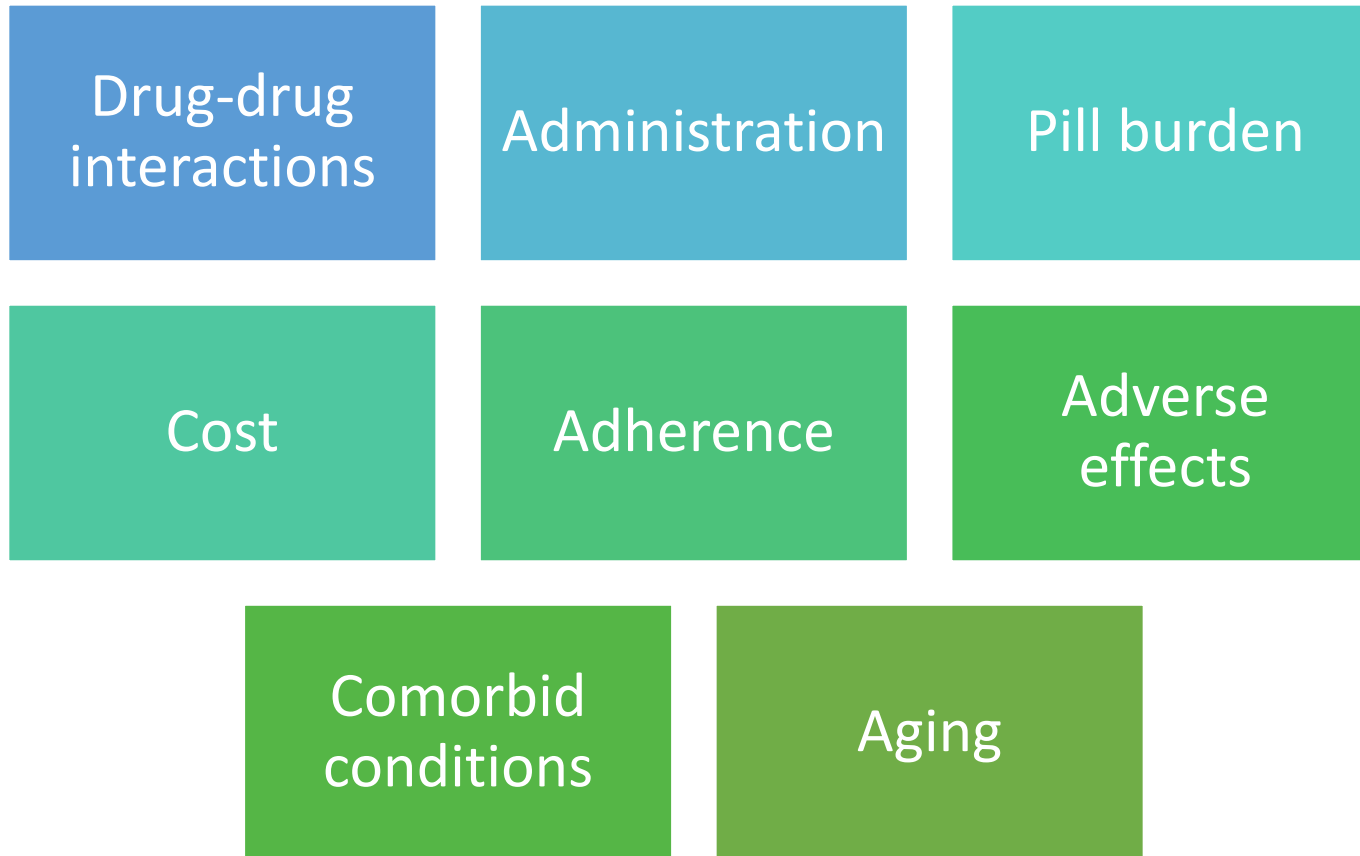 Drug-drug
interactions
Administration
Pill burden
Cost
Adherence
Adverse
effects
Comorbid
conditions
Aging